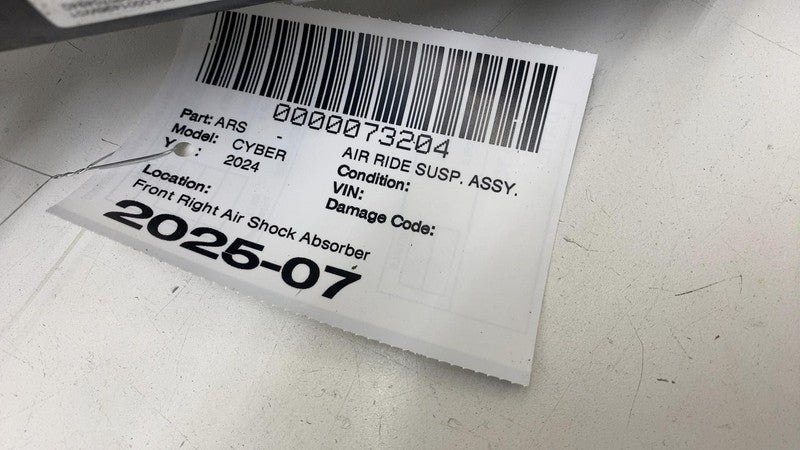 0000073204
Part: ARS - AIR RIDE SUSP. ASSY.
Model: CYBER Condition:
Y : 2024 VIN:
Damage Code:
Location:
Front Right Air Shock Absorber
2025-07